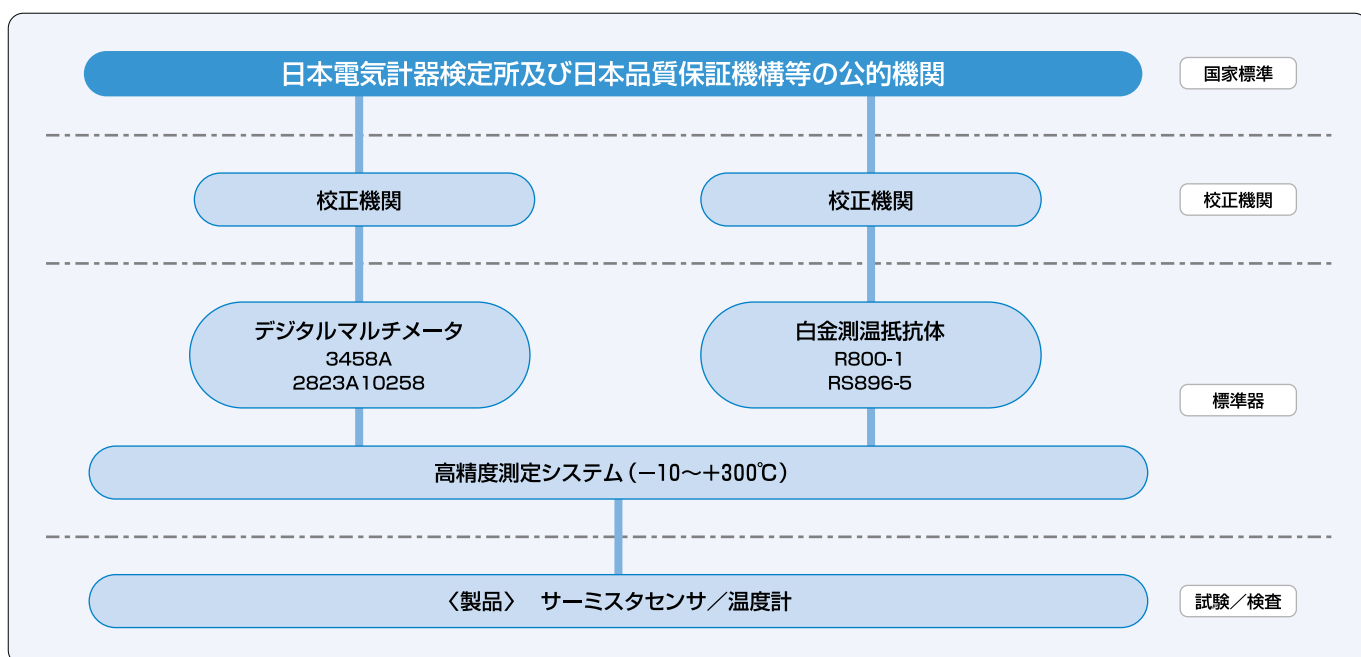 日本電気計器検定所及び日本品質保証機構等の公的機関
国家標準
校正機関
校正機関
校正機関
デジタルマルチメータ
3458A
2823A10258
白金測温抵抗体
R800-1
RS896-5
標準器
高精度測定システム（−10〜＋300℃）
〈製品〉 サーミスタセンサ／温度計
試験／検査